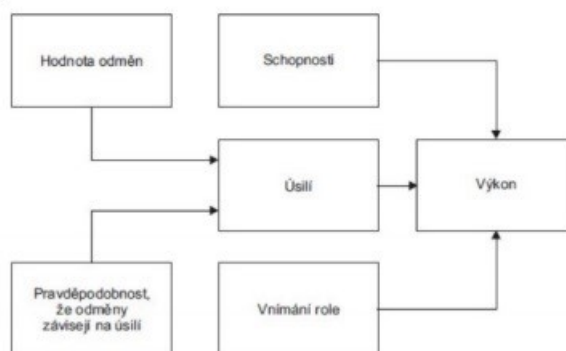 Hodnota odměn
Schopnosti
Úsilí
Výkon
Pravděpodobnost,
že odměny
závisejí na úsilí
Vnímání role